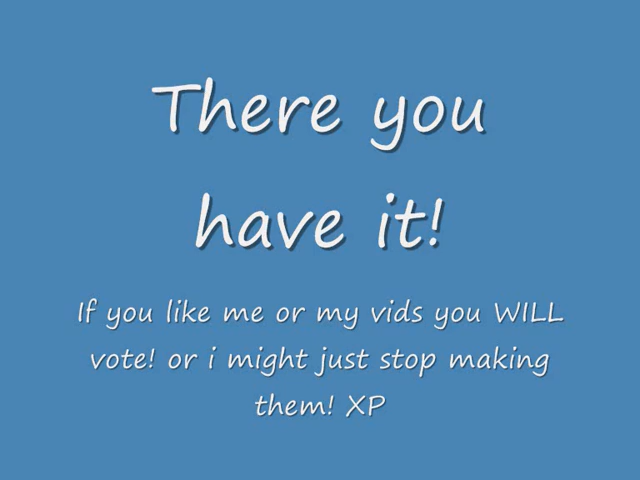 There you
have it!
If you like me or my vids you WILL
vote! or i might just stop making
them! XP